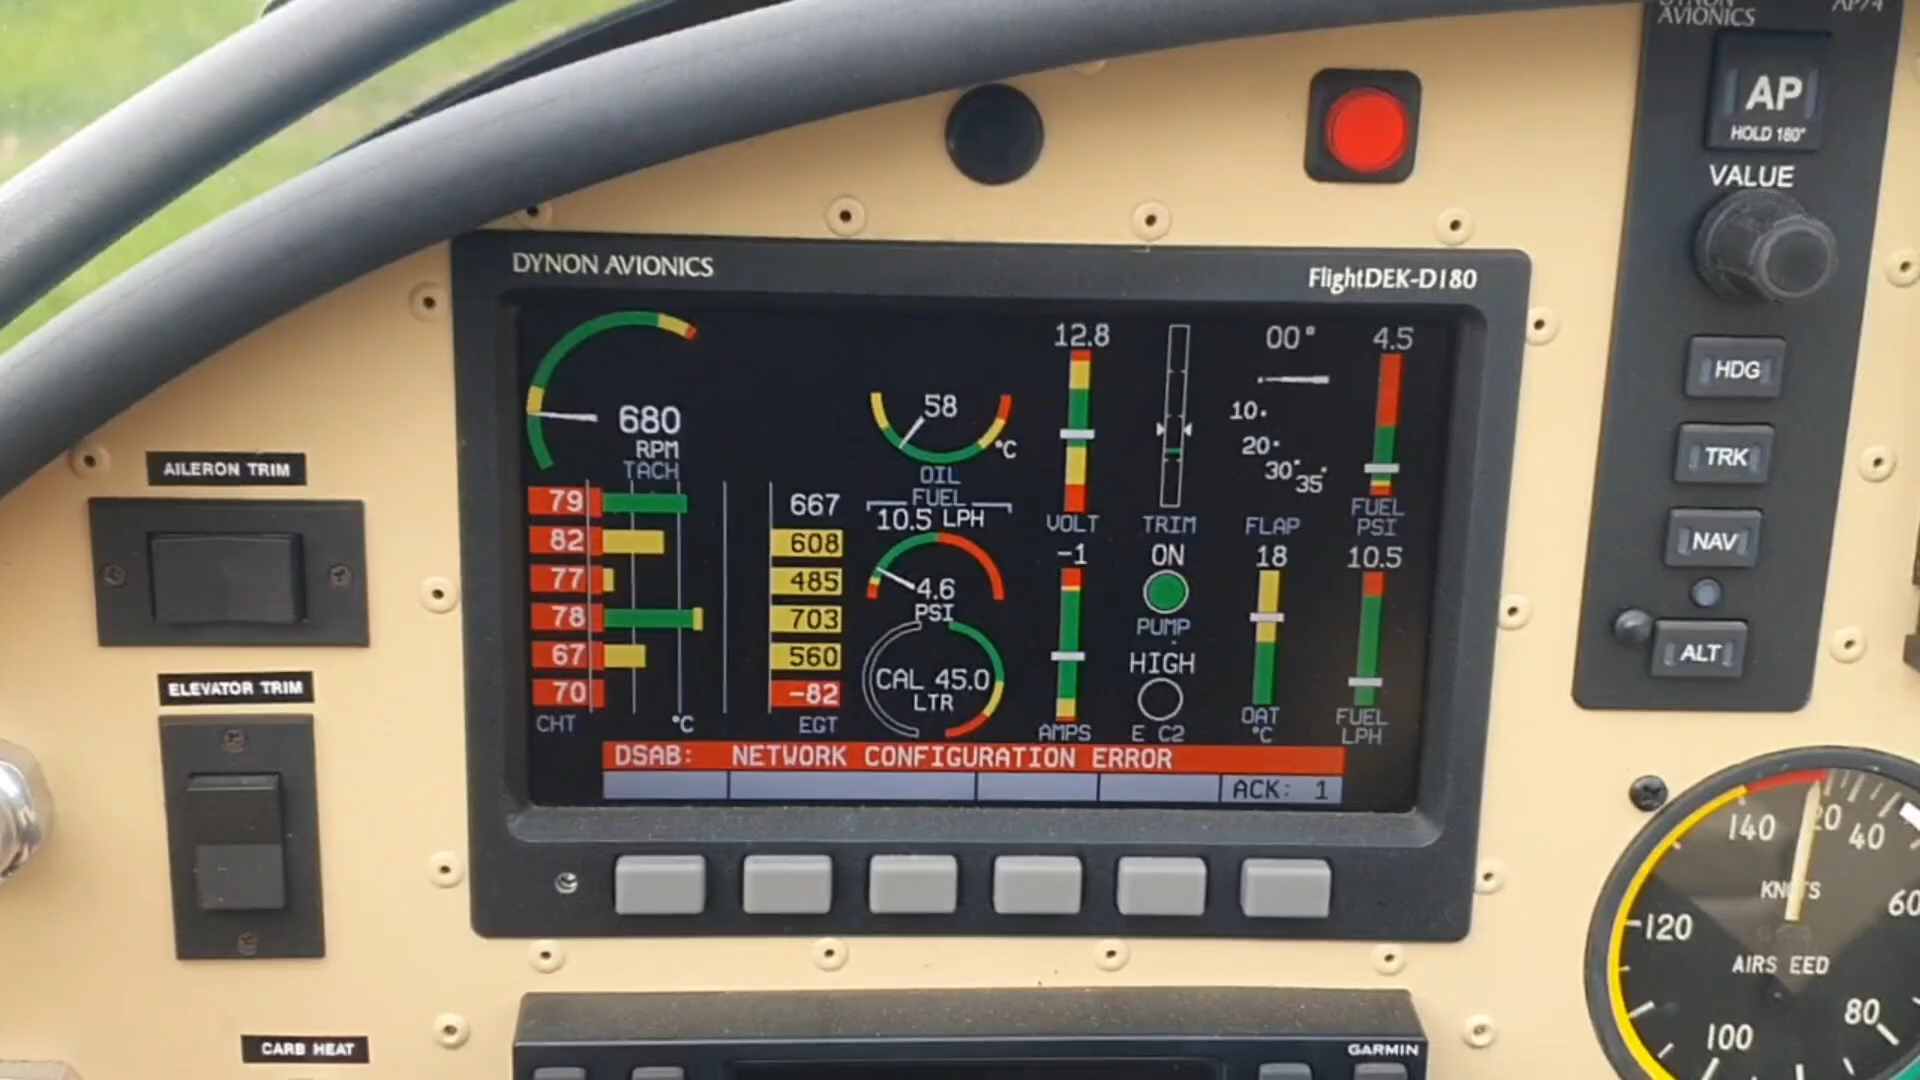 DYNON AVIONICS
FlightDEK-D180
DYNON
AVIONICS
AP74
AP
HOLD 180°
VALUE
HDG
TRK
NAV
ALT
AILERON TRIM
ELEVATOR TRIM
CARB HEAT
680
RPM
TACH
58
°C
OIL
FUEL
10.5 LPH
4.6
PSI
CAL 45.0
LTR
79
82
77
78
67
70
CHT
°C
667
608
485
703
560
-82
EGT
12.8
VOLT
-1
AMPS
TRIM
ON
PUMP
HIGH
E C2
00°
10°
20°
30°
35°
FLAP
18
OAT
°C
4.5
FUEL
PSI
10.5
FUEL
LPH
DSAB: NETWORK CONFIGURATION ERROR
ACK: 1
GARMIN
140
20
40
60
80
100
120
KNOTS
AIRS EED